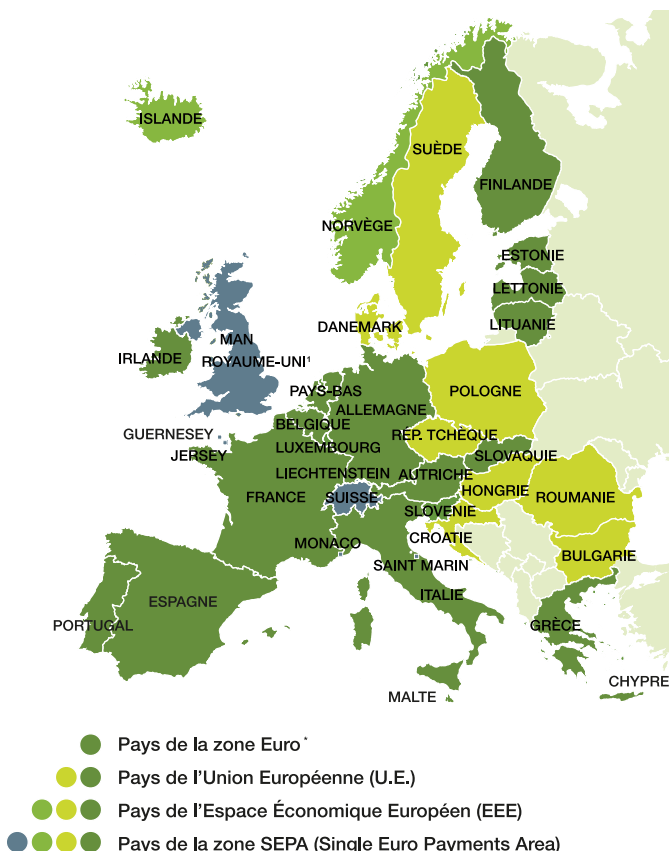 ISLANDE
SUÈDE
FINLANDE
NORVÈGE
ESTONIE
LETTONIE
LITUANIE
DANEMARK
MAN
IRLANDE
ROYAUME-UNI¹
PAYS-BAS
POLOGNE
ALLEMAGNE
BELGIQUE
GUERNESEY
RÉP. TCHÈQUE
LUXEMBOURG
JERSEY
SLOVAQUIE
LIECHTENSTEIN
AUTRICHE
HONGRIE
FRANCE
SUISSE
ROUMANIE
SLOVENIE
CROATIE
MONACO
BULGARIE
SAINT MARIN
ESPAGNE
ITALIE
PORTUGAL
GRÈCE
CHYPRE
MALTE
Pays de la zone Euro*
Pays de l'Union Européenne (U.E.)
Pays de l'Espace Économique Européen (EEE)
Pays de la zone SEPA (Single Euro Payments Area)